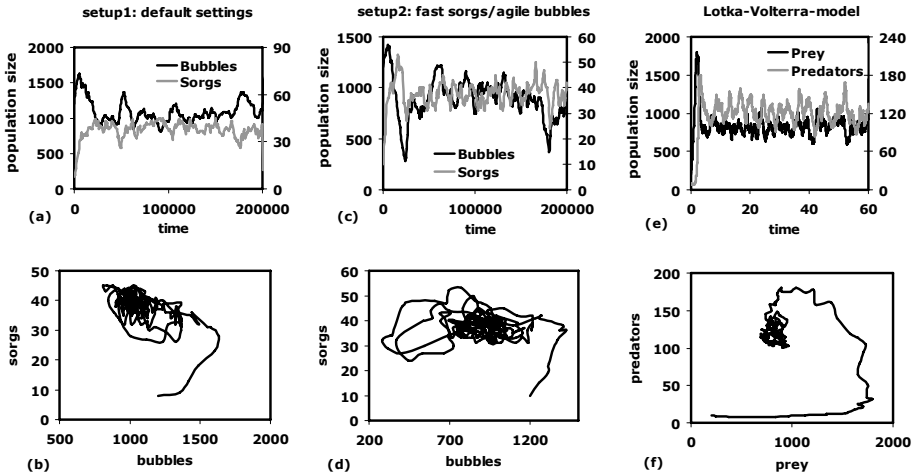 setup1: default settings
setup2: fast sorgs/agile bubbles
Lotka-Volterra-model
2000
1500
1000
500
0
population size
90
60
30
0
Bubbles
Sorgs
0
100000
200000
time
(a)
1500
1000
500
0
population size
60
50
40
30
20
10
0
Bubbles
Sorgs
0
100000
200000
time
(c)
2000
1500
1000
500
0
population size
240
180
120
60
0
Prey
Predators
0
20
40
60
time
(e)
50
40
30
20
10
0
sorgs
500
1000
1500
2000
bubbles
(b)
60
50
40
30
20
10
0
sorgs
200
700
1200
bubbles
(d)
200
150
100
50
0
predators
0
1000
2000
prey
(f)